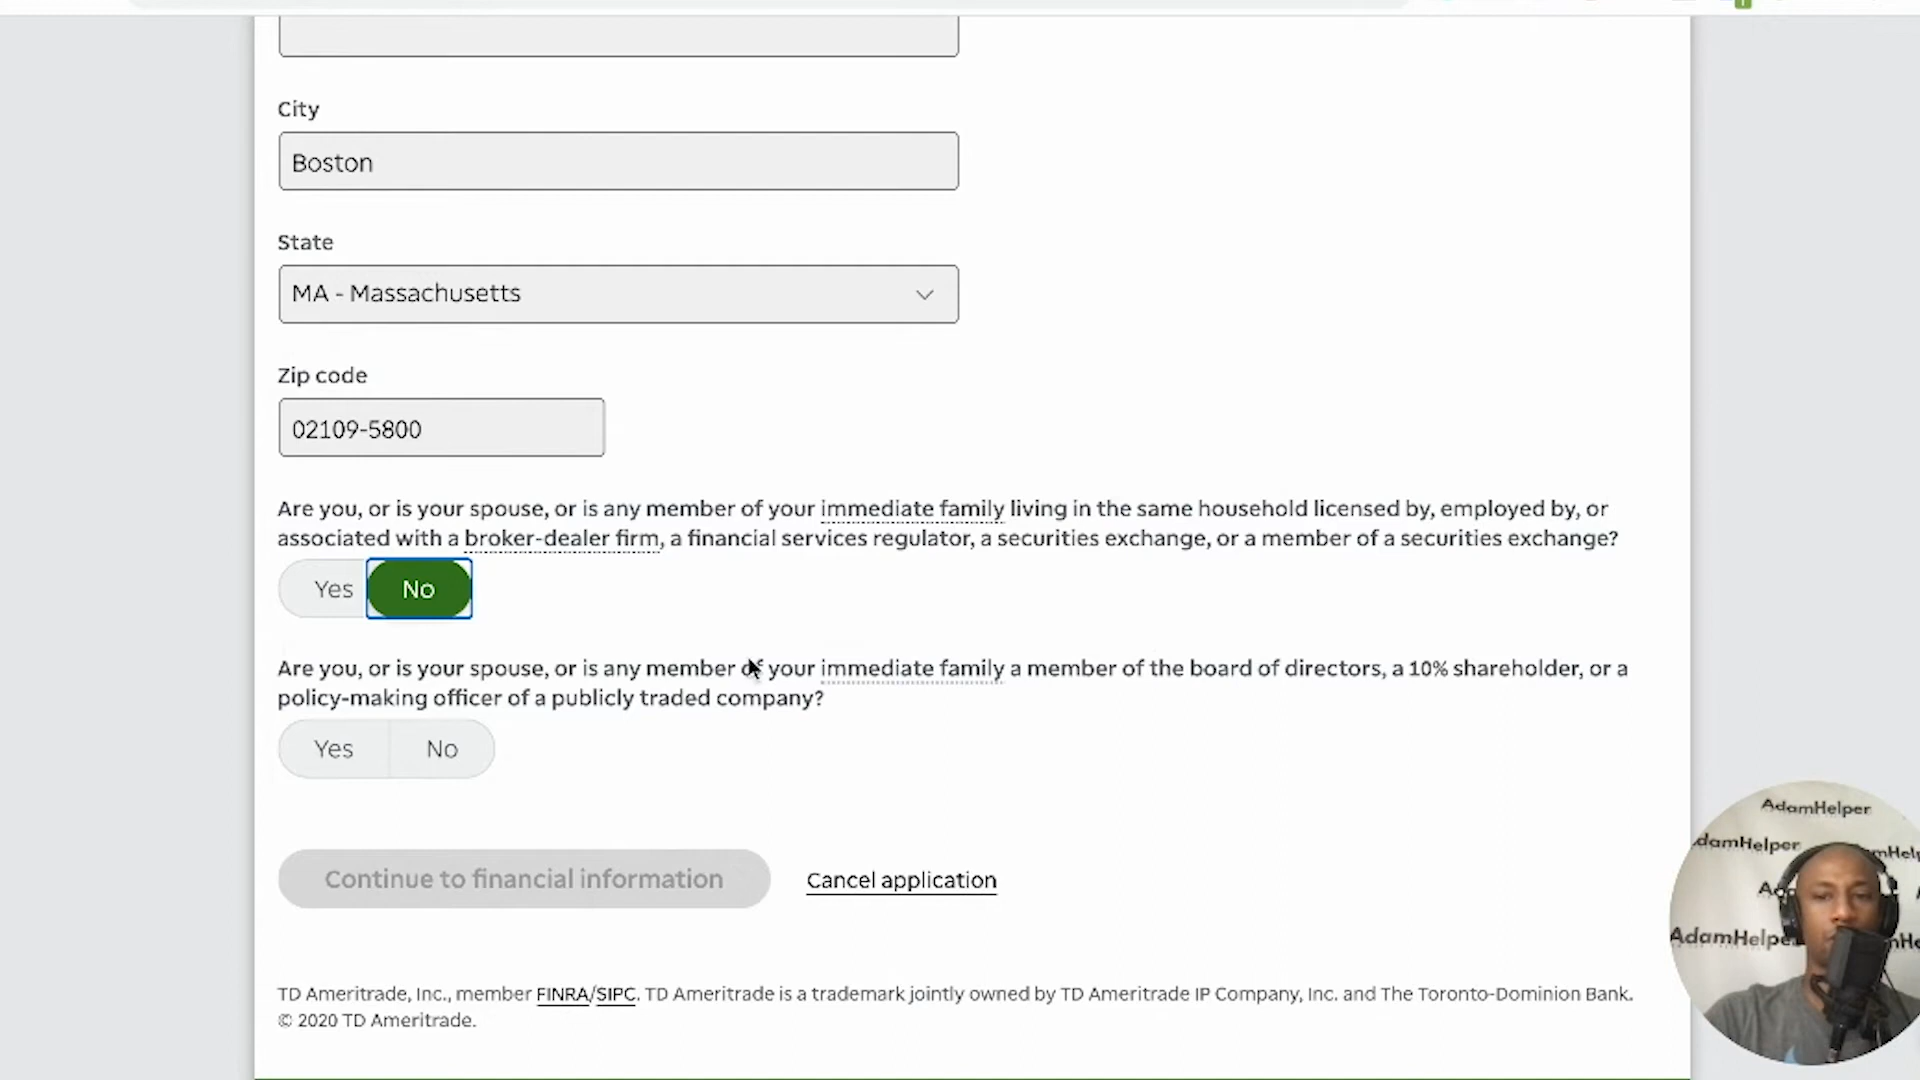 City
Boston
State
MA - Massachusetts
Zip code
02109-5800
Are you, or is your spouse, or is any member of your immediate family living in the same household licensed by, employed by, or
associated with a broker-dealer firm, a financial services regulator, a securities exchange, or a member of a securities exchange?
Yes No
Are you, or is your spouse, or is any member of your immediate family a member of the board of directors, a 10% shareholder, or a
policy-making officer of a publicly traded company?
Yes No
Continue to financial information Cancel application
TD Ameritrade, Inc., member FINRA/SIPC. TD Ameritrade is a trademark jointly owned by TD Ameritrade IP Company, Inc. and The Toronto-Dominion Bank.
© 2020 TD Ameritrade.
AdamHelper
damHelper
mHelp
Ad
AdamHelpe